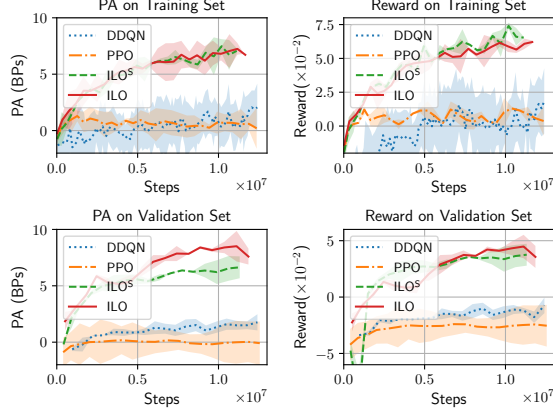 PA on Training Set
PA (BPs)
10
5
0
DDQN
PPO
ILO^S
ILO
0.0
0.5
1.0
Steps
×10^7
Reward on Training Set
Reward(×10^−2)
7.5
5.0
2.5
0.0
DDQN
PPO
ILO^S
ILO
0.0
0.5
1.0
Steps
×10^7
PA on Validation Set
PA (BPs)
10
5
0
DDQN
PPO
ILO^S
ILO
0.0
0.5
1.0
Steps
×10^7
Reward on Validation Set
Reward(×10^−2)
5
0
−5
DDQN
PPO
ILO^S
ILO
0.0
0.5
1.0
Steps
×10^7